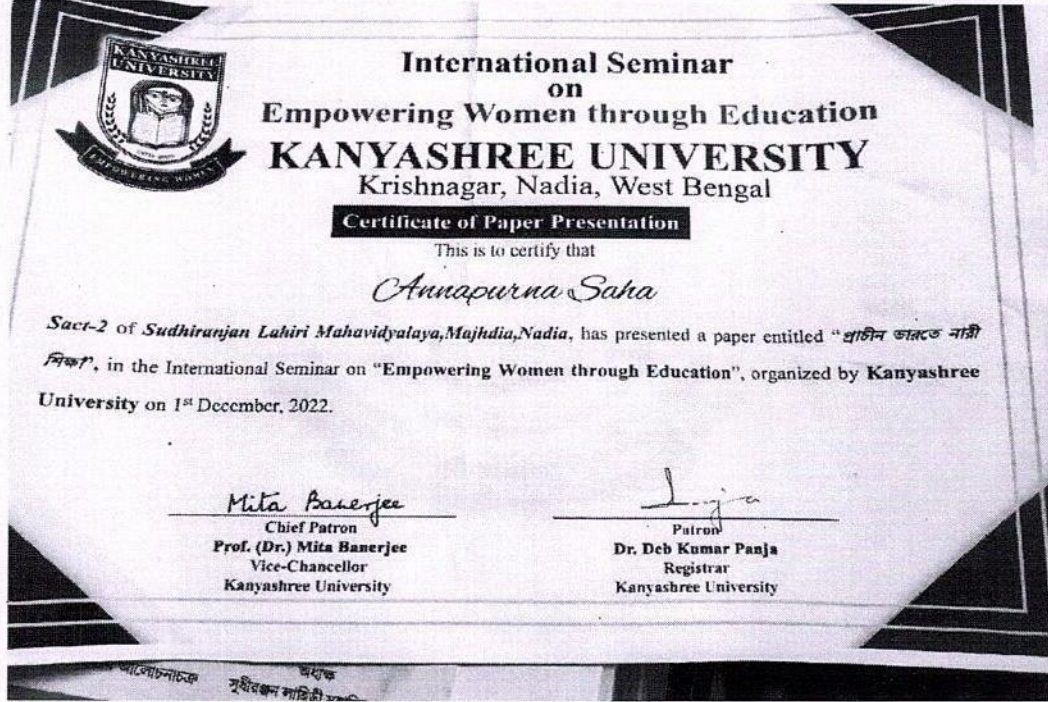 KANYASHREE
UNIVERSITY
EMPOWERING WOMEN
International Seminar
on
Empowering Women through Education
KANYASHREE UNIVERSITY
Krishnagar, Nadia, West Bengal
Certificate of Paper Presentation
This is to certify that
Annapurna Saha
Sact-2 of Sudhiranjan Lahiri Mahavidyalaya,Majhdia,Nadia, has presented a paper entitled “প্রাচীন ভারতে নারী
শিক্ষা”, in the International Seminar on “Empowering Women through Education”, organized by Kanyashree
University on 1st December, 2022.
Mita Banerjee
Chief Patron
Prof. (Dr.) Mita Banerjee
Vice-Chancellor
Kanyashree University
Patron
Dr. Deb Kumar Panja
Registrar
Kanyashree University
আলোচনাচক্র
অধ্যক্ষ
সুধীরঞ্জন লাহিড়ী